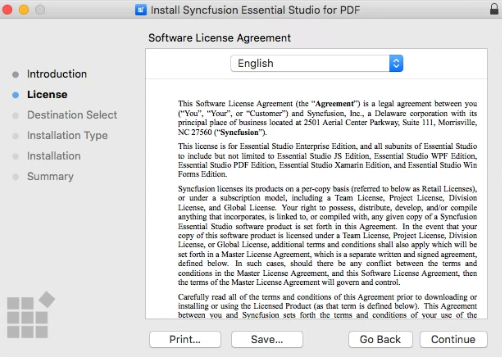 Install Syncfusion Essential Studio for PDF
Software License Agreement
Introduction
License
Destination Select
Installation Type
Installation
Summary
English
This Software License Agreement (the “Agreement”) is a legal agreement between you
(“You”, “Your”, or “Customer”) and Syncfusion, Inc., a Delaware corporation with its
principal place of business located at 2501 Aerial Center Parkway, Suite 111, Morrisville,
NC 27560 (“Syncfusion”).
This license is for Essential Studio Enterprise Edition, and all subunits of Essential Studio
to include but not limited to Essential Studio JS Edition, Essential Studio WPF Edition,
Essential Studio PDF Edition, Essential Studio Xamarin Edition, and Essential Studio Win
Forms Edition.
Syncfusion licenses its products on a per-copy basis (referred to below as Retail Licenses),
or under a subscription model, including a Team License, Project License, Division
License, and Global License. Your right to possess, distribute, develop, and/or compile
anything that incorporates, is linked to, or compiled with, any given copy of a Syncfusion
Essential Studio software product is set forth in this Agreement. In the event that your
copy of this software product is licensed under a Team License, Project License, Division
License, or Global License, additional terms and conditions shall also apply which will be
set forth in a Master License Agreement, which is a separate written and signed agreement,
defined below. In such cases, should there be any conflict between the terms and
conditions in the Master License Agreement, and this Software License Agreement, then
the terms of the Master License Agreement will govern and control.
Carefully read all of the terms and conditions of this Agreement prior to downloading or
installing or using the Licensed Product (as that term is defined below). This Agreement
between you and Syncfusion sets forth the terms and conditions of your use of the
Print...
Save...
Go Back
Continue